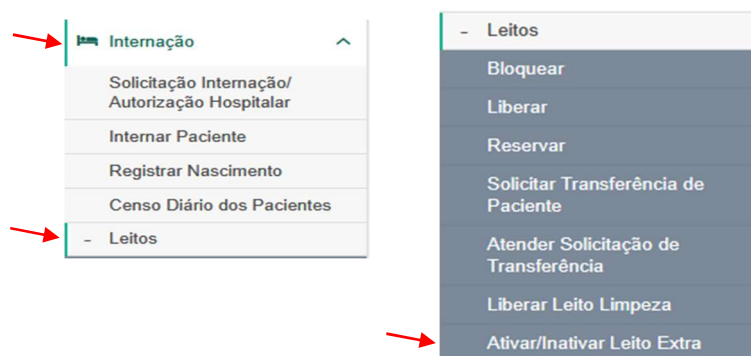 Internação
Solicitação Internação/
Autorização Hospitalar
Internar Paciente
Registrar Nascimento
Censo Diário dos Pacientes
- Leitos
- Leitos
Bloquear
Liberar
Reservar
Solicitar Transferência de
Paciente
Atender Solicitação de
Transferência
Liberar Leito Limpeza
Ativar/Inativar Leito Extra